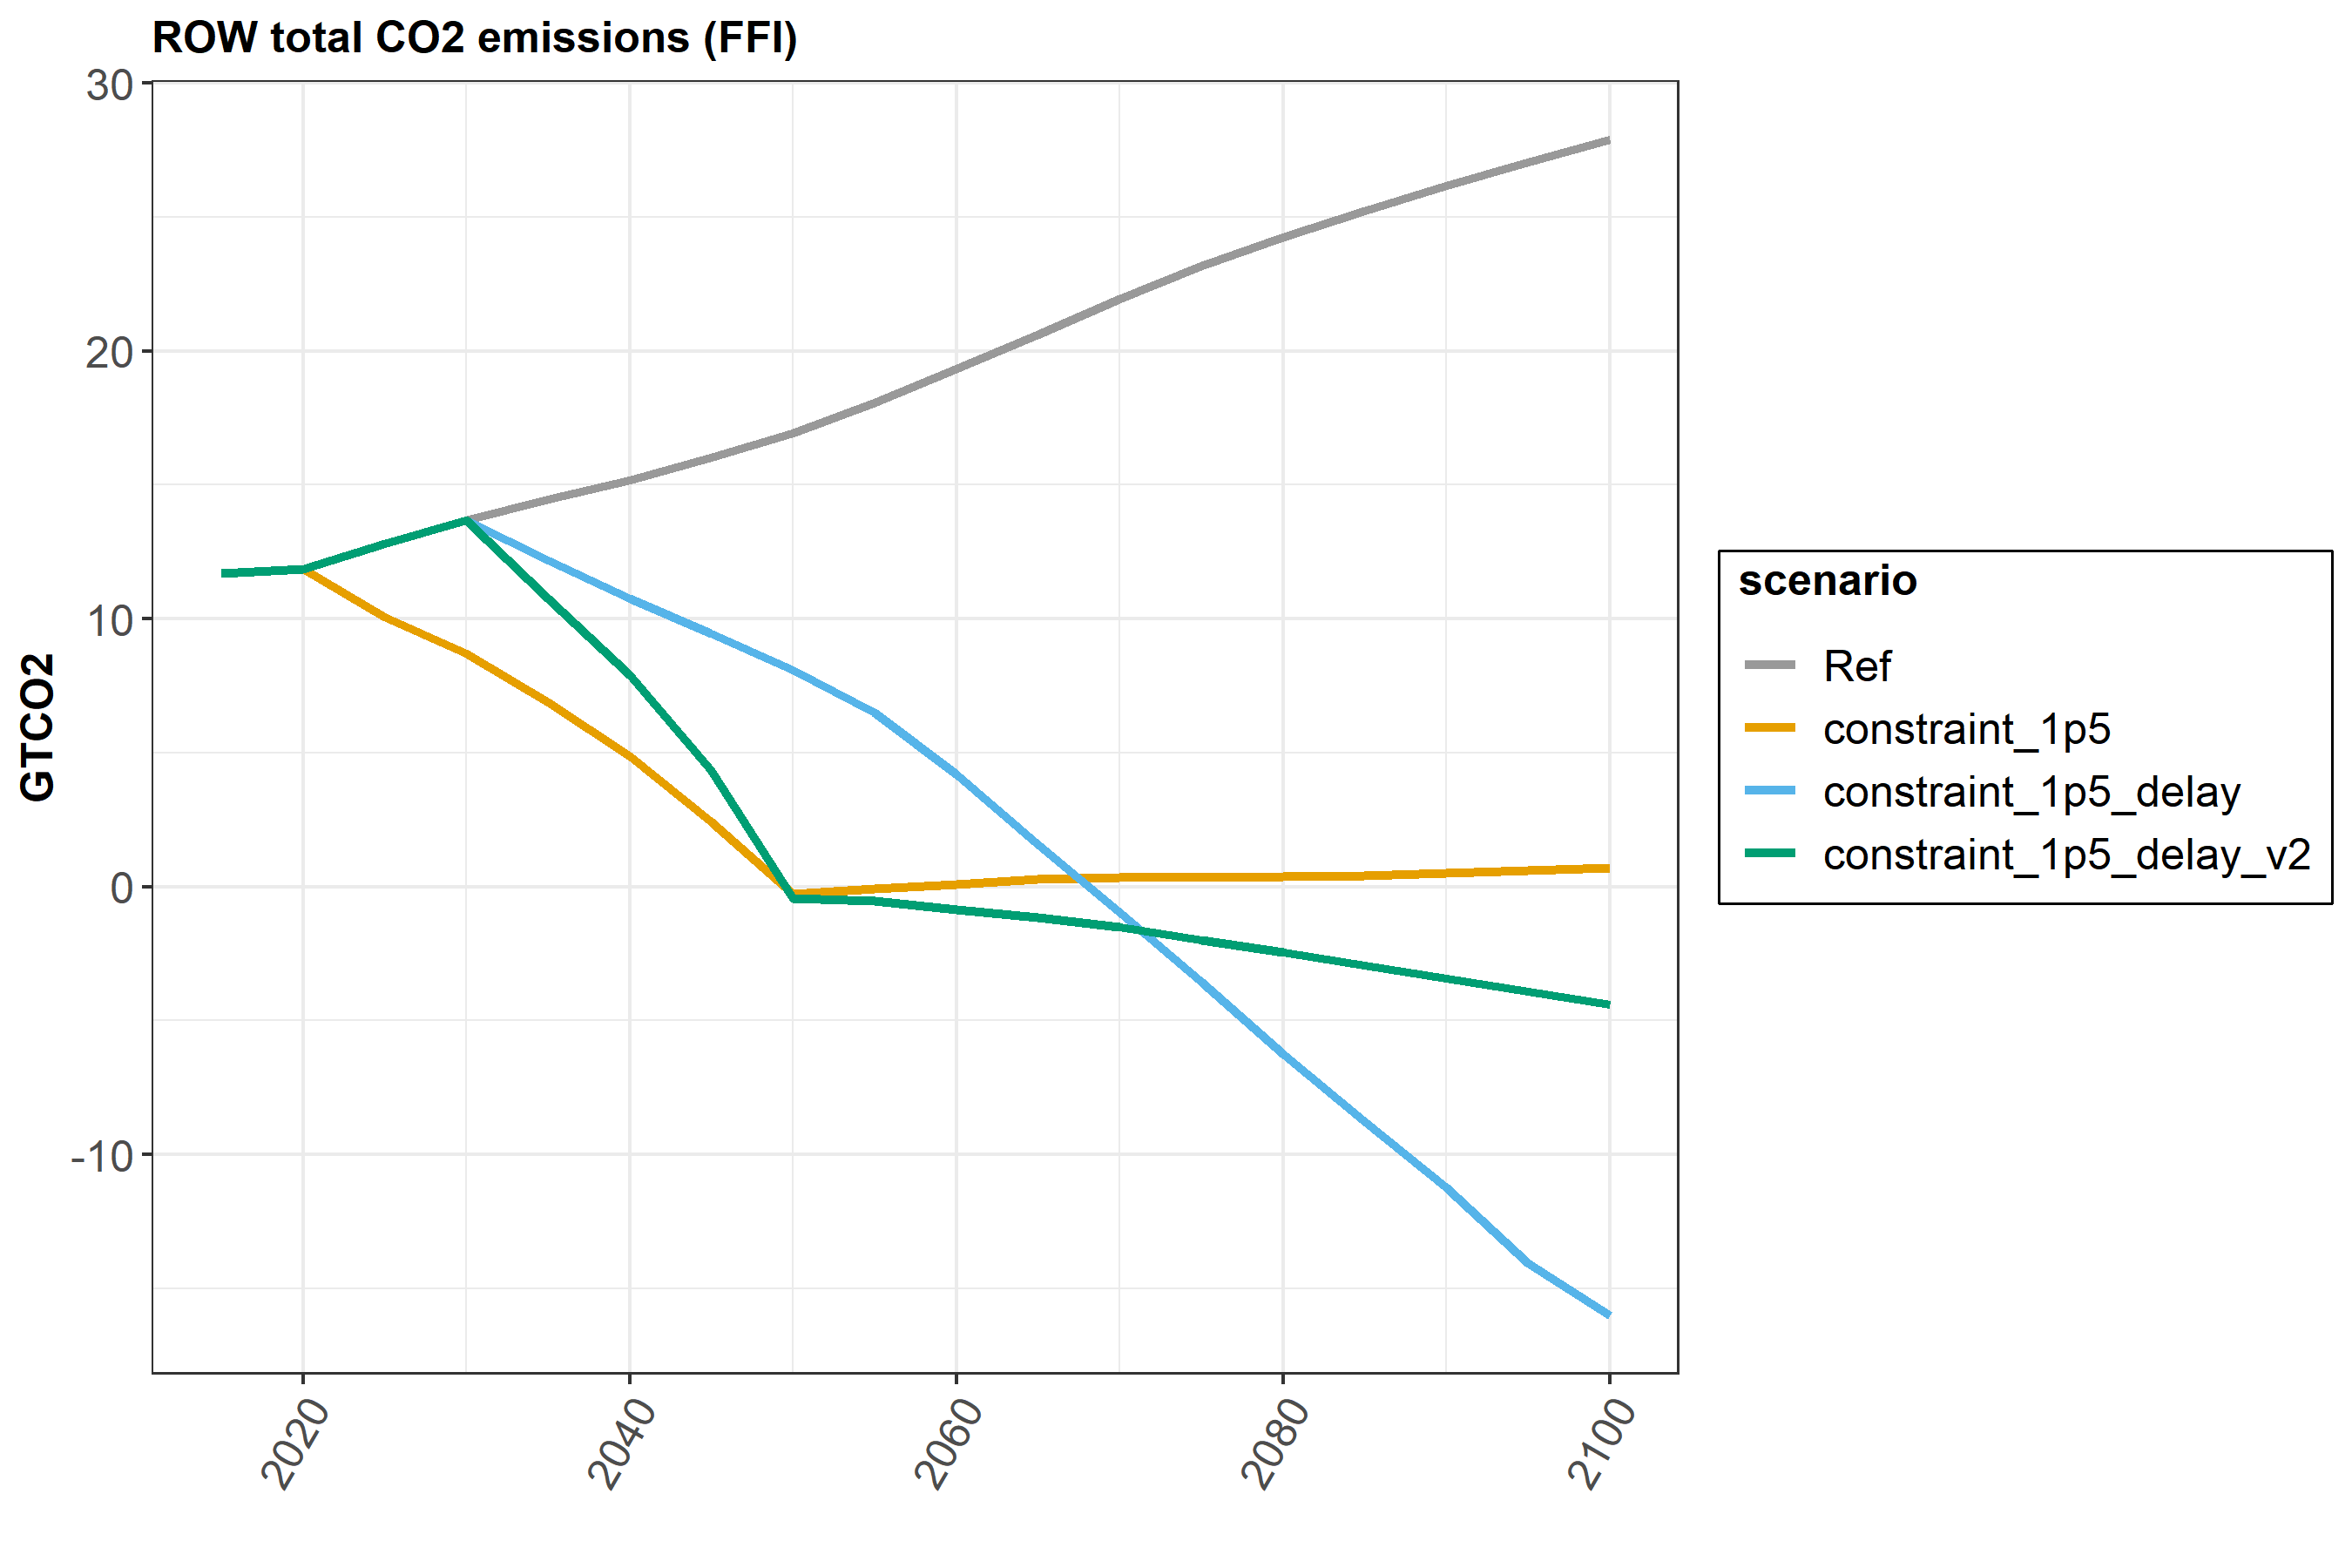 ROW total CO2 emissions (FFI)
30
20
10
0
-10
GTCO2
2020
2040
2060
2080
2100
scenario
Ref
constraint_1p5
constraint_1p5_delay
constraint_1p5_delay_v2